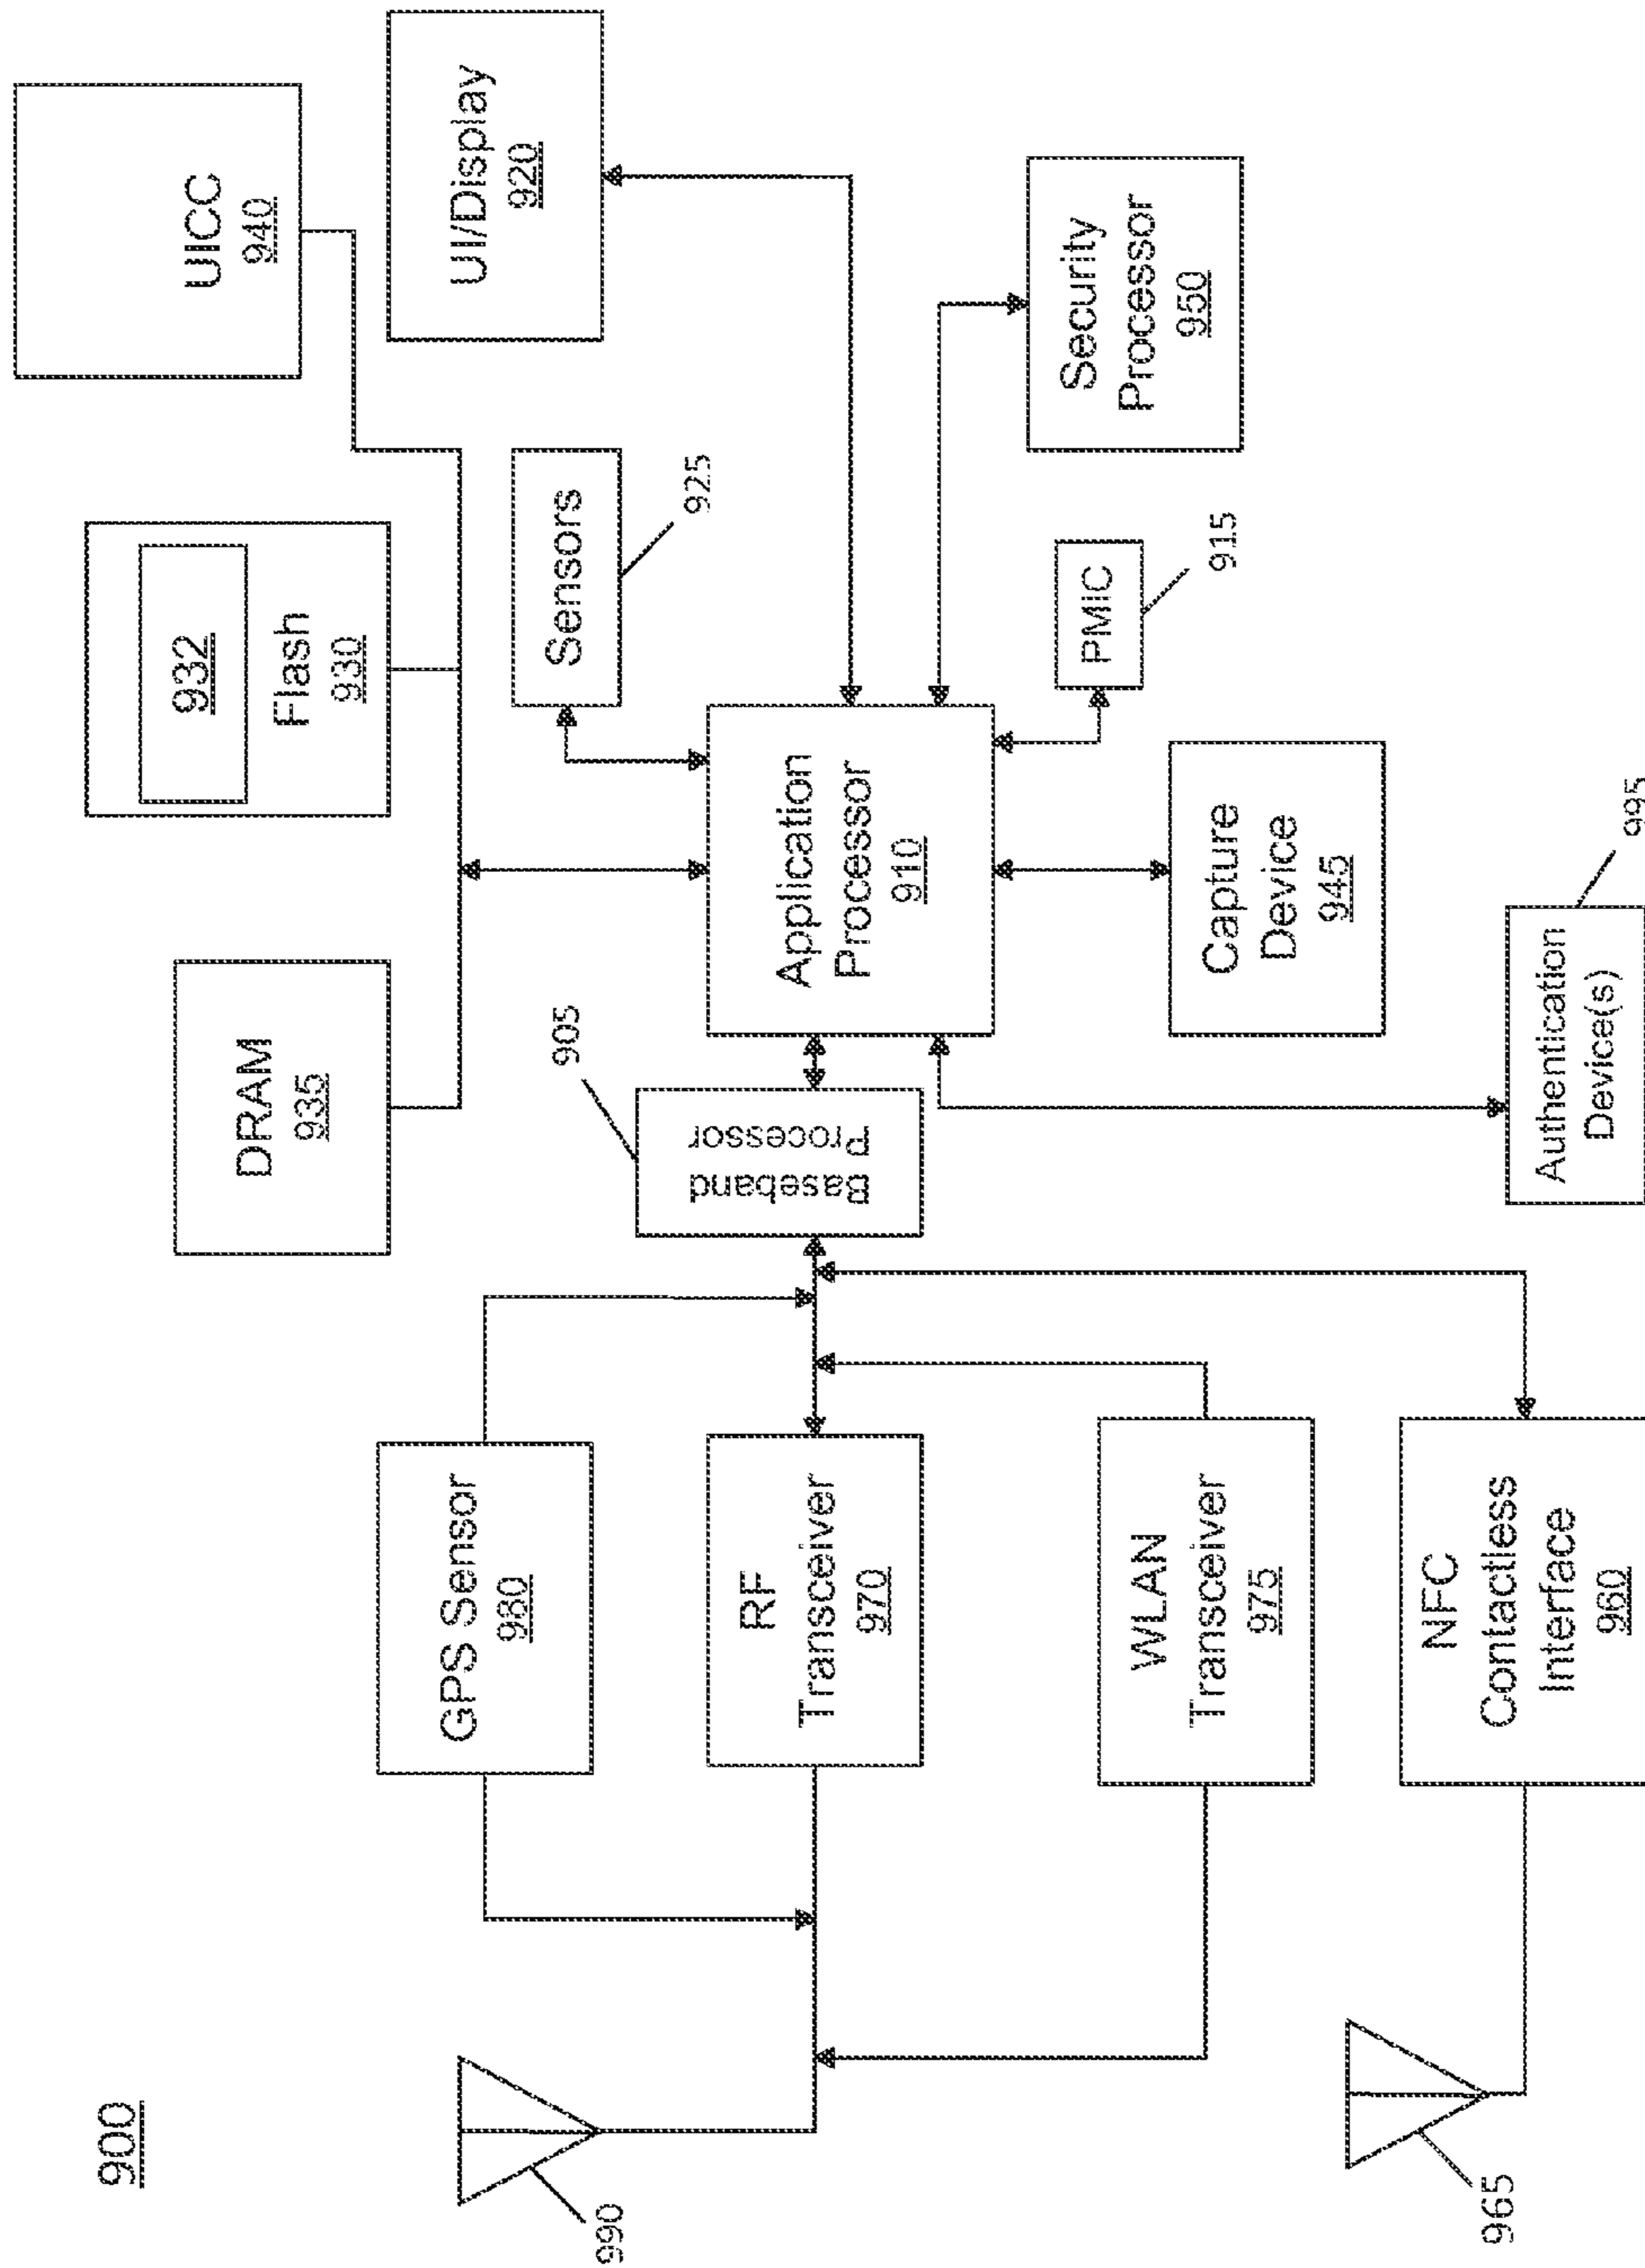 900
UICC
940
932
Flash
930
DRAM
935
UI/Display
920
GPS Sensor
980
Sensors
925
990
905
Baseband
Processor
RF
Transceiver
970
Application
Processor
910
Security
Processor
950
PMIC
915
WLAN
Transceiver
975
Capture
Device
945
NFC
Contactless
Interface
960
965
Authentication
Device(s)
995